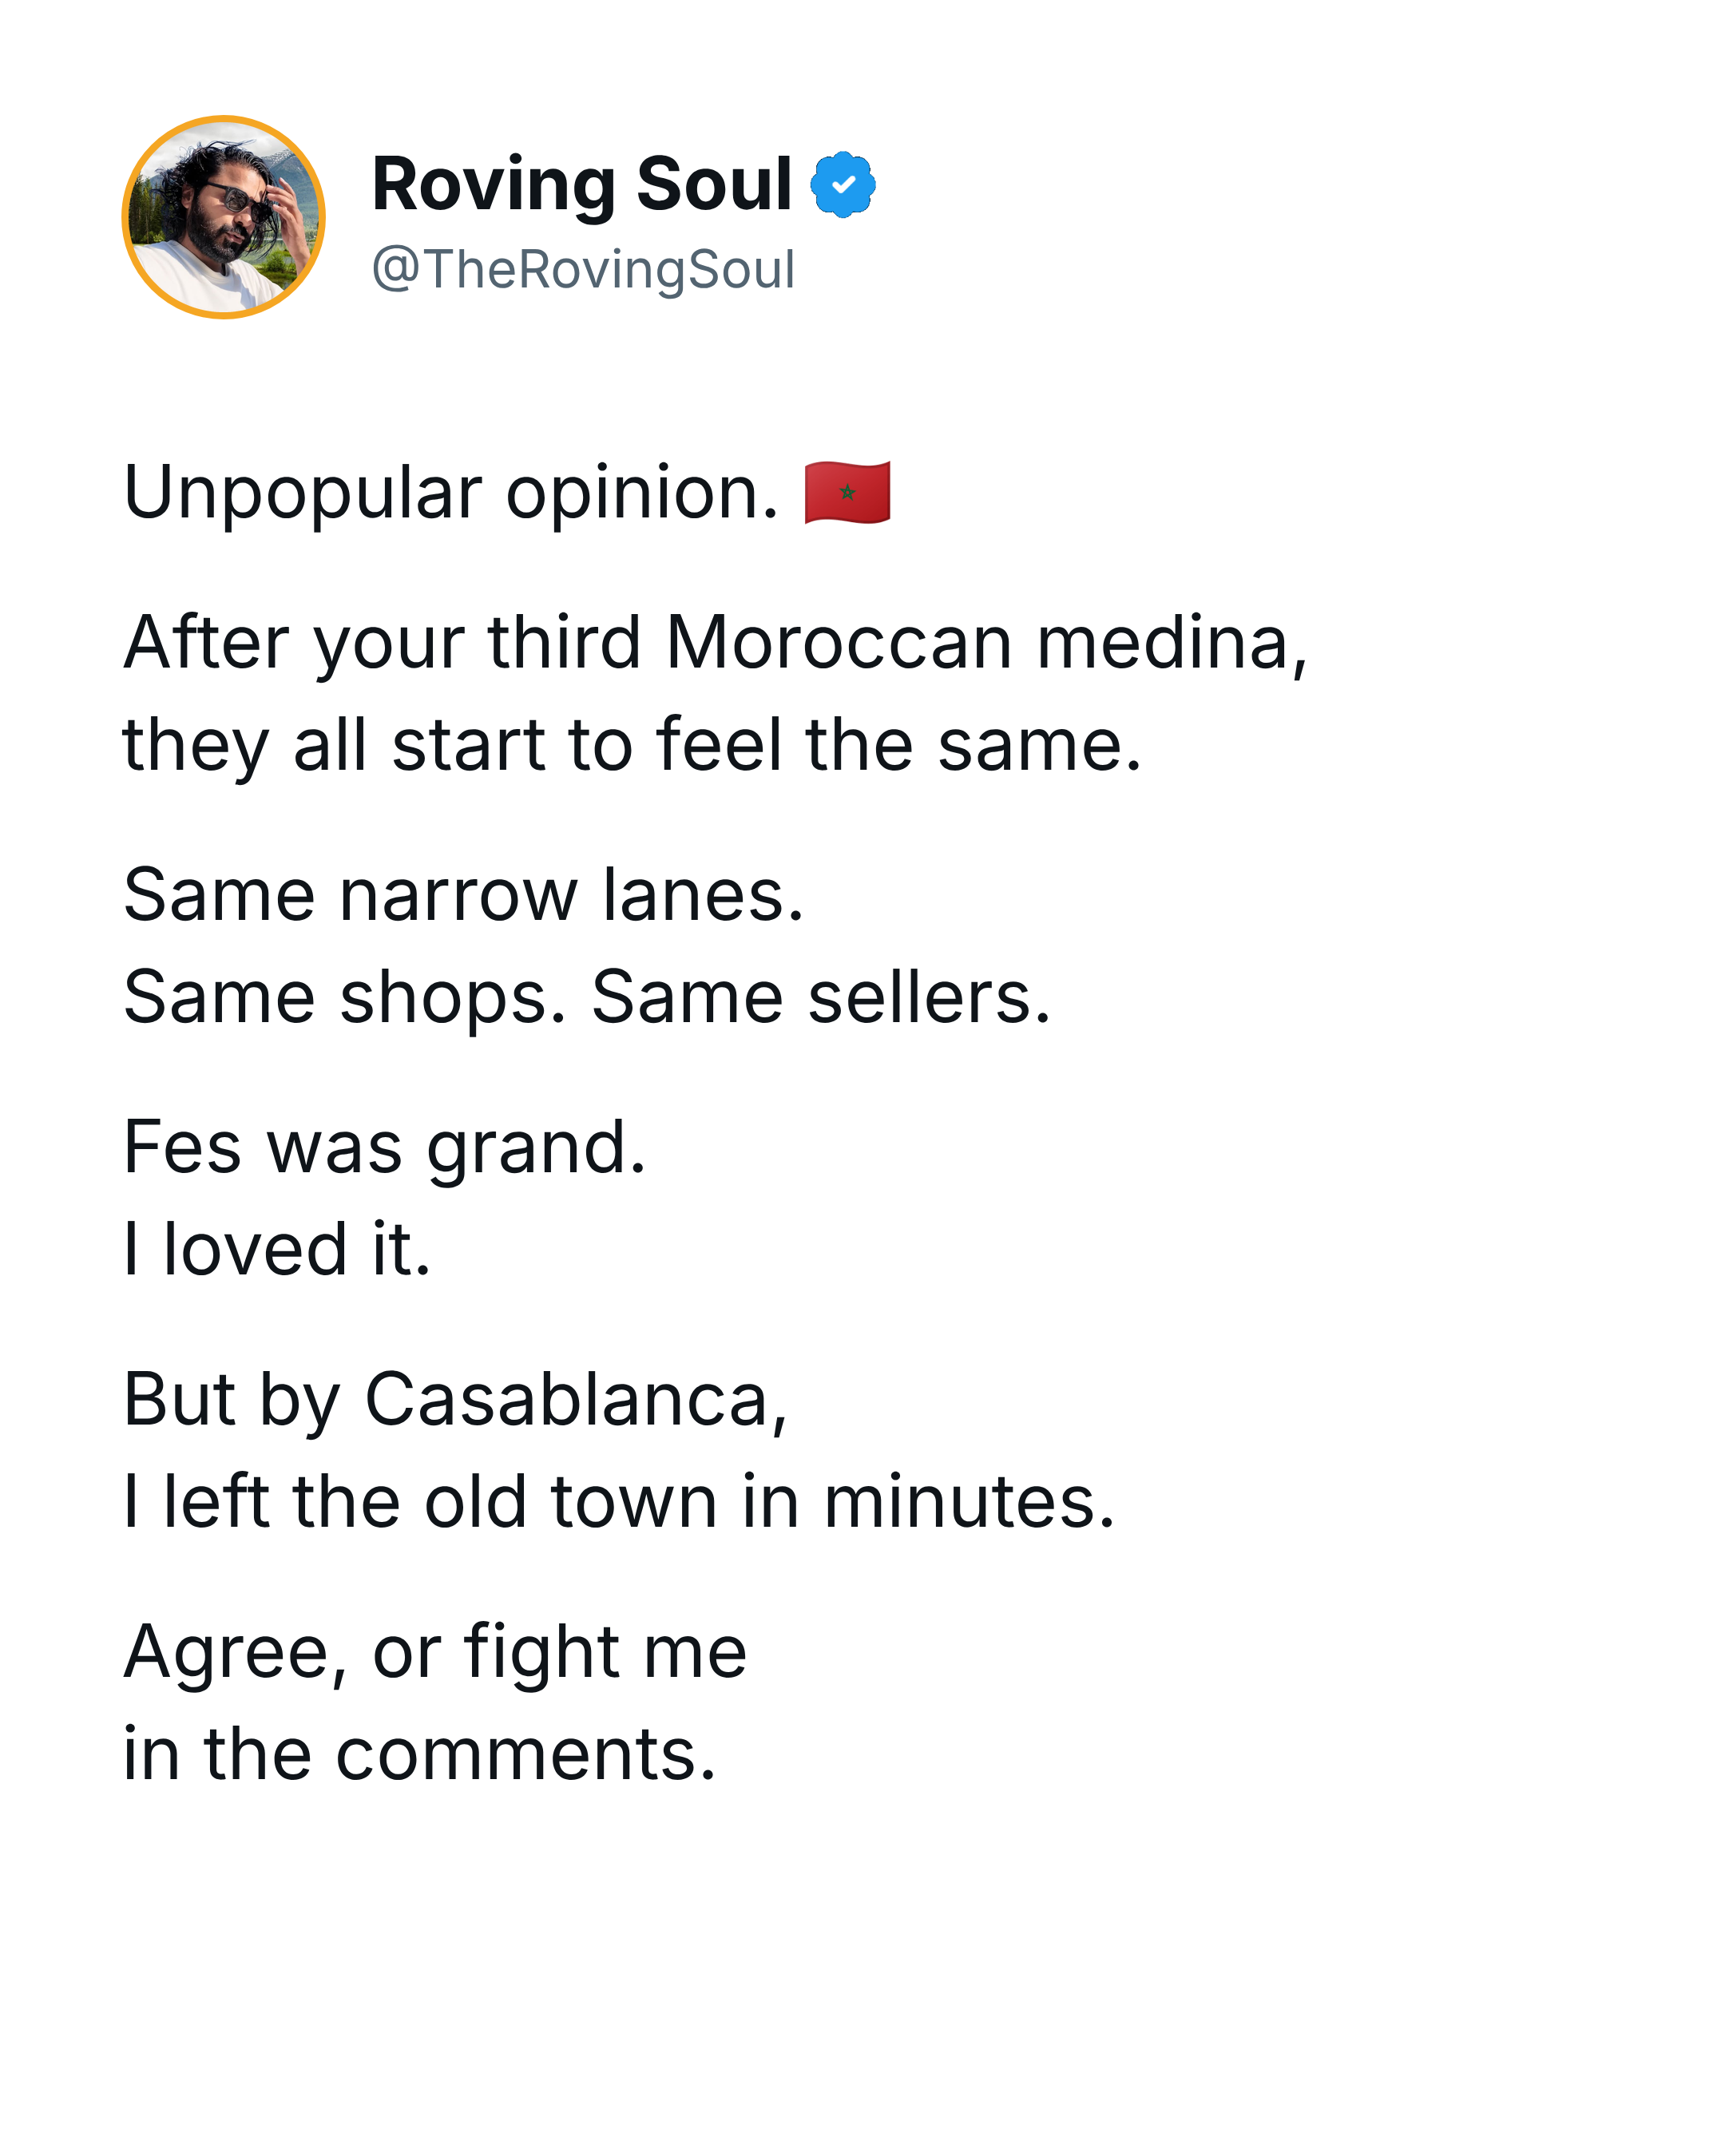 Roving Soul
@TheRovingSoul
Unpopular opinion. 🇲🇦
After your third Moroccan medina,
they all start to feel the same.
Same narrow lanes.
Same shops. Same sellers.
Fes was grand.
I loved it.
But by Casablanca,
I left the old town in minutes.
Agree, or fight me
in the comments.